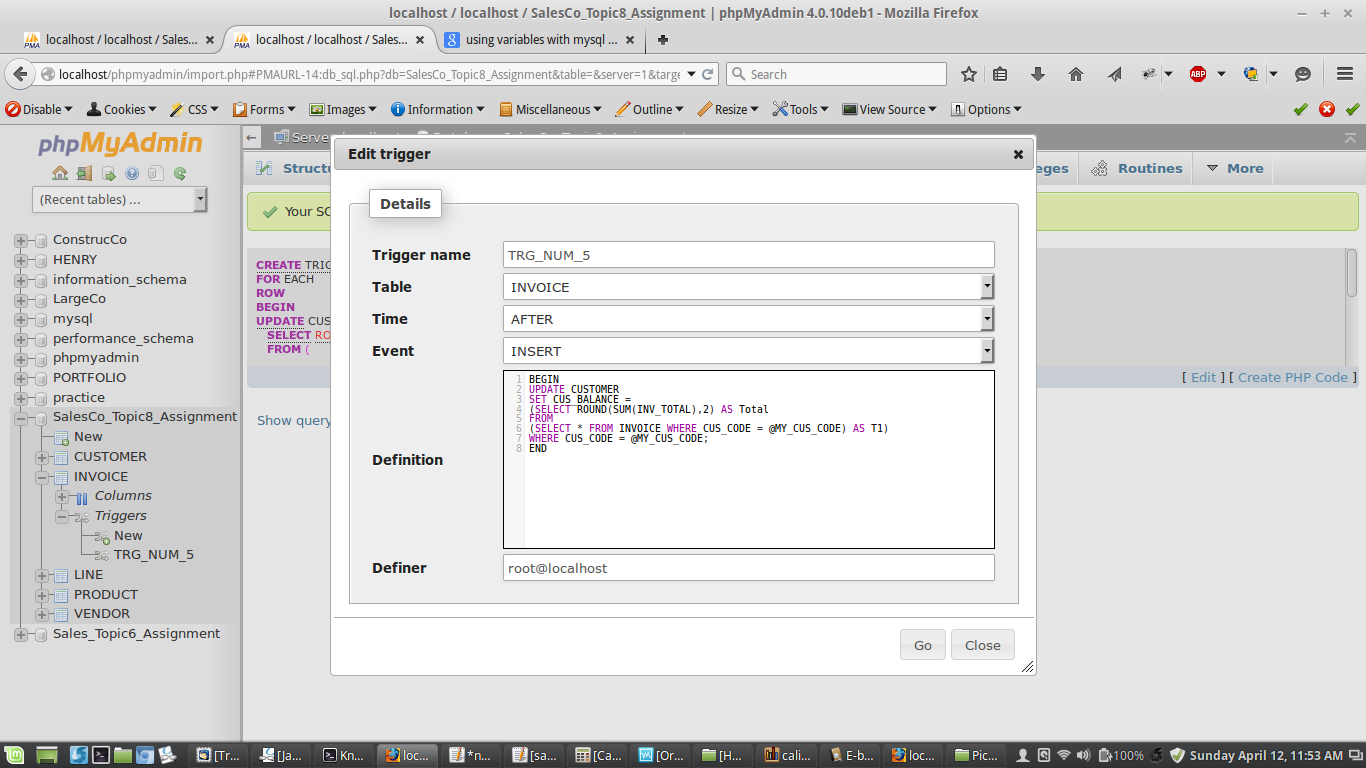 localhost / localhost / SalesCo_Topic8_Assignment | phpMyAdmin 4.0.10deb1 - Mozilla Firefox
localhost / localhost / Sales...
localhost / localhost / Sales...
using variables with mysql ...
localhost/phpmyadmin/import.php#PMAURL-14:db_sql.php?db=SalesCo_Topic8_Assignment&table=&server=1&targe
Search
ABP
Disable
Cookies
CSS
Forms
Images
Information
Miscellaneous
Outline
Resize
Tools
View Source
Options
phpMyAdmin
(Recent tables) ...
ConstrucCo
HENRY
information_schema
LargeCo
mysql
performance_schema
phpmyadmin
PORTFOLIO
practice
SalesCo_Topic8_Assignment
New
CUSTOMER
INVOICE
Columns
Triggers
New
TRG_NUM_5
LINE
PRODUCT
VENDOR
Sales_Topic6_Assignment
Structu
eges
Routines
More
Your SC
CREATE TRIG
FOR EACH
ROW
BEGIN
UPDATE CUS
SELECT RO
FROM (
[ Edit ] [ Create PHP Code ]
Show query
Edit trigger
Details
Trigger name
TRG_NUM_5
Table
INVOICE
Time
AFTER
Event
INSERT
Definition
1 BEGIN
2 UPDATE CUSTOMER
3 SET CUS_BALANCE =
4 (SELECT ROUND(SUM(INV_TOTAL),2) AS Total
5 FROM
6 (SELECT * FROM INVOICE WHERE CUS_CODE = @MY_CUS_CODE) AS T1)
7 WHERE CUS_CODE = @MY_CUS_CODE;
8 END
Definer
root@localhost
Go
Close
[Tr...
[Ja...
Kn...
loc...
*n...
[sa...
[Ca...
[Or...
[H...
cali...
E-b...
loc...
Pic...
100%
Sunday April 12, 11:53 AM